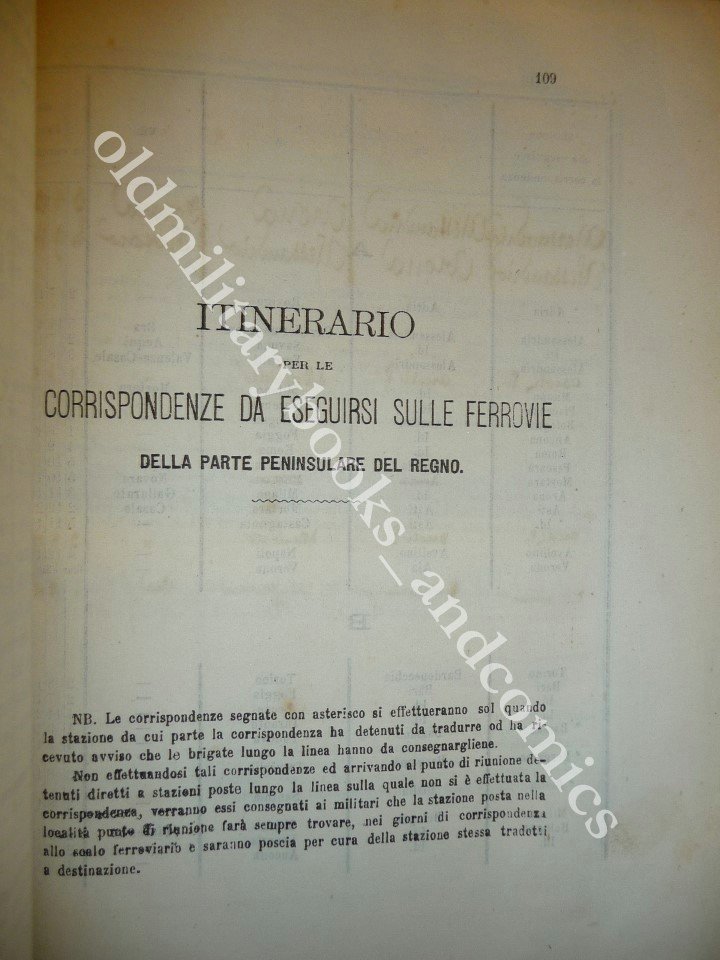 109
ITINERARIO
PER LE
CORRISPONDENZE DA ESEGUIRSI SULLE FERROVIE
DELLA PARTE PENINSULARE DEL REGNO.
NB. Le corrispondenze segnate con asterisco si effettueranno sol quando
la stazione da cui parte la corrispondenza ha detenuti da tradurre od ha ri-
cevuto avviso che le brigate lungo la linea hanno da consegnargliene.
Non effettuandosi tali corrispondenze ed arrivando al punto di riunione de-
tenuti diretti a stazioni poste lungo la linea sulla quale non si è effettuata la
corrispondenza, verranno essi consegnati ai militari che la stazione posta nella
località punto di riunione farà sempre trovare, nei giorni di corrispondenza
allo scalo ferroviario e saranno poscia per cura della stazione stessa tradotti
a destinazione.
oldmilitarybooks_andcomics